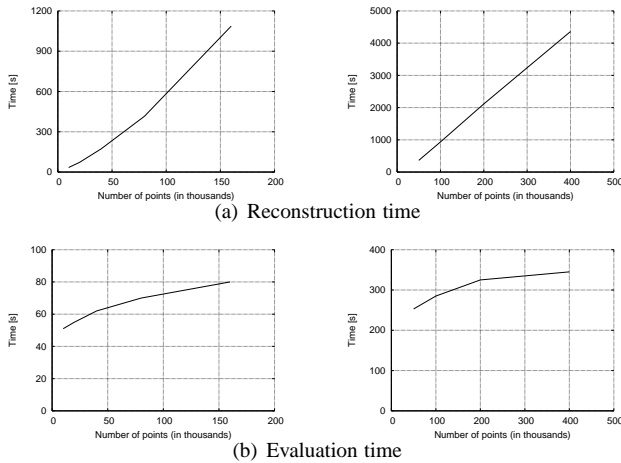 1200
900
600
300
0
Time [s]
0 50 100 150 200
Number of points (in thousands)
5000
4000
3000
2000
1000
0
Time [s]
0 100 200 300 400 500
Number of points (in thousands)
(a) Reconstruction time
100
80
60
40
20
0
Time [s]
0 50 100 150 200
Number of points (in thousands)
400
300
200
100
0
Time [s]
0 100 200 300 400 500
Number of points (in thousands)
(b) Evaluation time